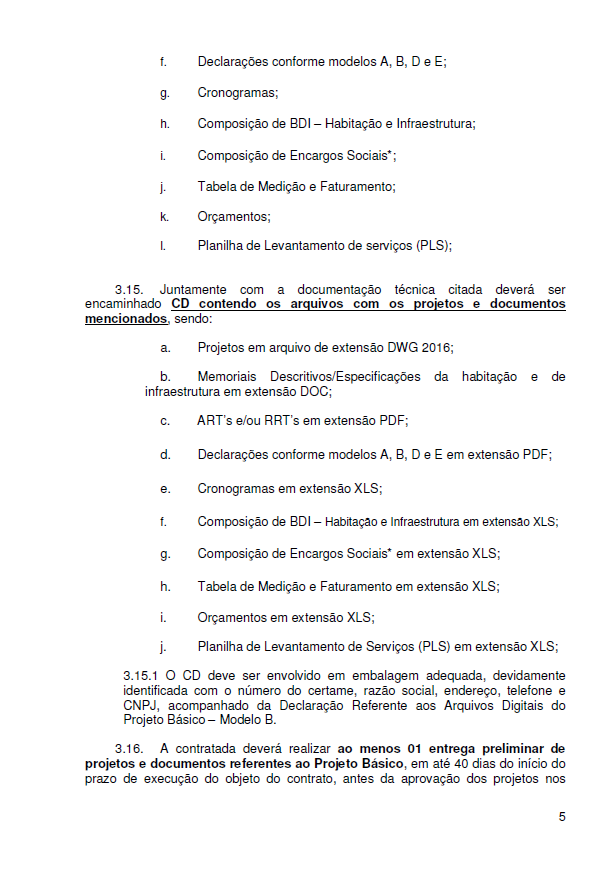 f. Declarações conforme modelos A, B, D e E;
g. Cronogramas;
h. Composição de BDI – Habitação e Infraestrutura;
i. Composição de Encargos Sociais*;
j. Tabela de Medição e Faturamento;
k. Orçamentos;
l. Planilha de Levantamento de serviços (PLS);
3.15. Juntamente com a documentação técnica citada deverá ser
encaminhado CD contendo os arquivos com os projetos e documentos
mencionados, sendo:
a. Projetos em arquivo de extensão DWG 2016;
b. Memoriais Descritivos/Especificações da habitação e de
infraestrutura em extensão DOC;
c. ART's e/ou RRT's em extensão PDF;
d. Declarações conforme modelos A, B, D e E em extensão PDF;
e. Cronogramas em extensão XLS;
f. Composição de BDI – Habitação e Infraestrutura em extensão XLS;
g. Composição de Encargos Sociais* em extensão XLS;
h. Tabela de Medição e Faturamento em extensão XLS;
i. Orçamentos em extensão XLS;
j. Planilha de Levantamento de Serviços (PLS) em extensão XLS;
3.15.1 O CD deve ser envolvido em embalagem adequada, devidamente
identificada com o número do certame, razão social, endereço, telefone e
CNPJ, acompanhado da Declaração Referente aos Arquivos Digitais do
Projeto Básico – Modelo B.
3.16. A contratada deverá realizar ao menos 01 entrega preliminar de
projetos e documentos referentes ao Projeto Básico, em até 40 dias do início do
prazo de execução do objeto do contrato, antes da aprovação dos projetos nos
5